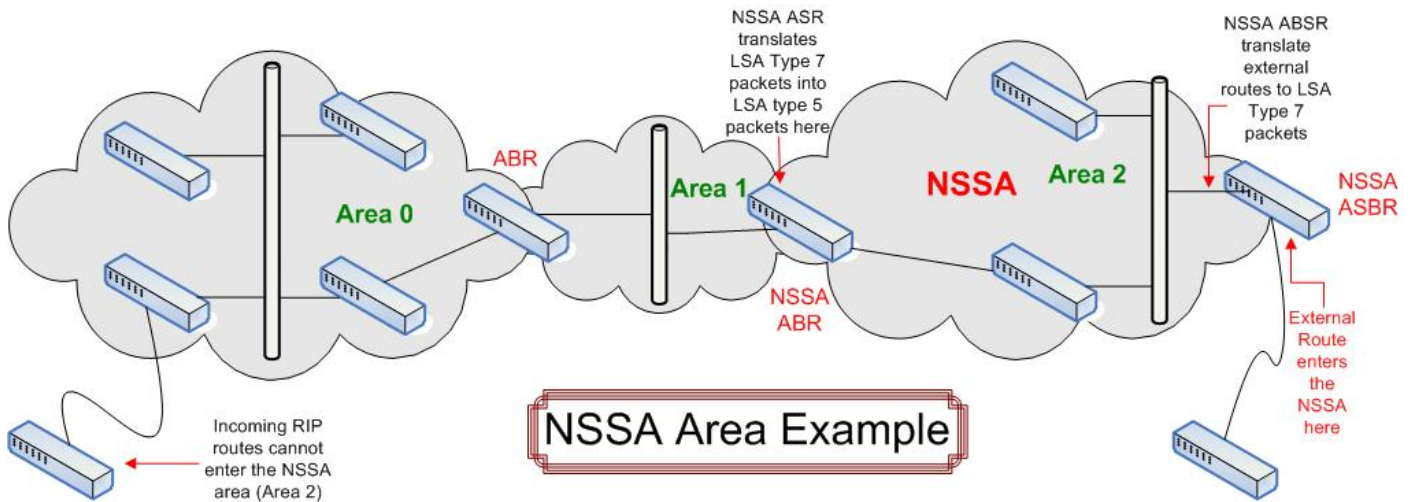 NSSA ASR
translates
LSA Type 7
packets into
LSA type 5
packets here
NSSA ABSR
translate
external
routes to LSA
Type 7
packets
ABR
Area 0
Area 1
NSSA
Area 2
NSSA
ASBR
NSSA
ABR
External
Route
enters
the
NSSA
here
Incoming RIP
routes cannot
enter the NSSA
area (Area 2)
NSSA Area Example